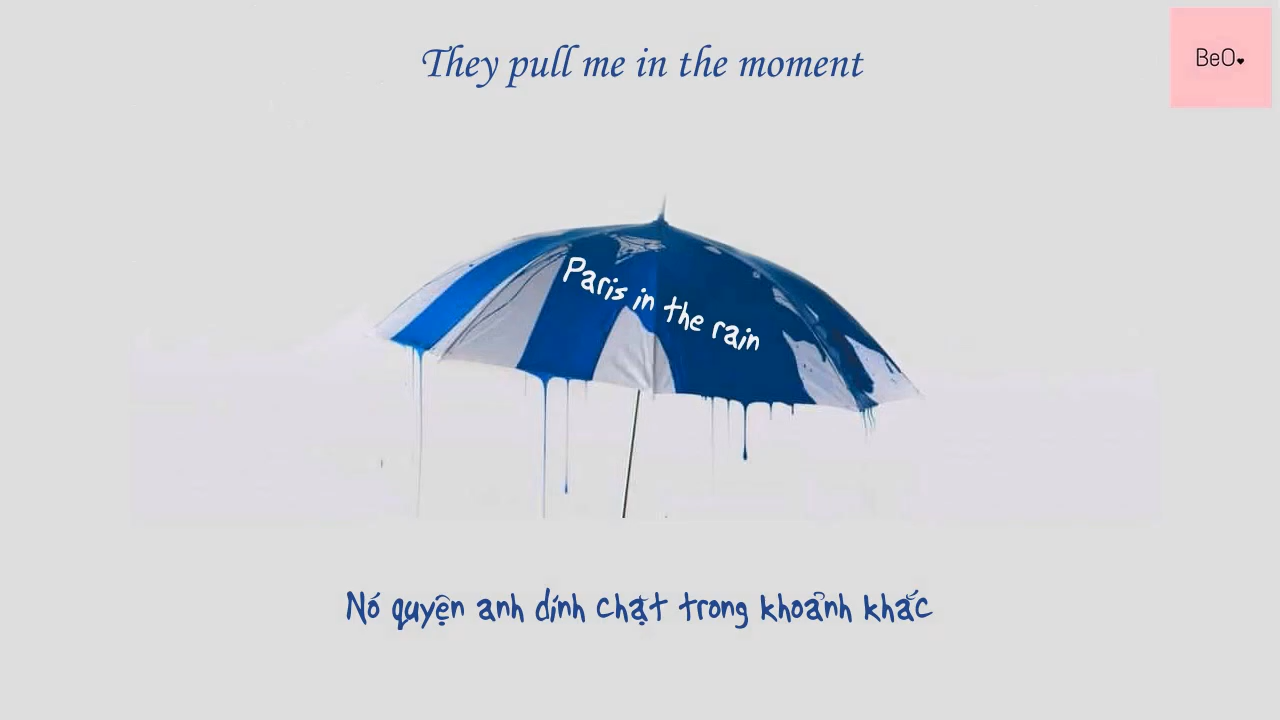 They pull me in the moment
BeO♥
Paris in the rain
Nó quyện anh dính chặt trong khoảnh khắc